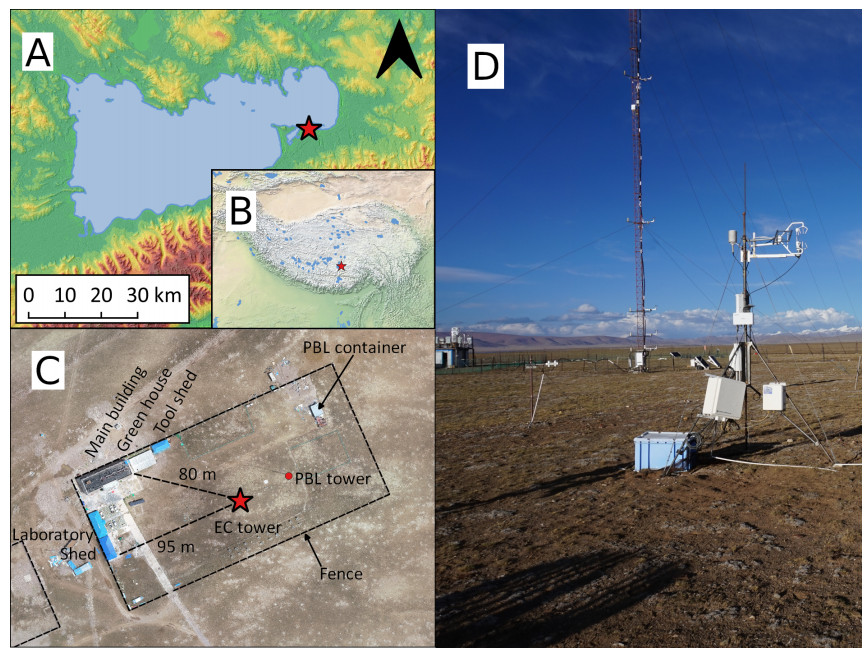 A
B
0 10 20 30 km
C
PBL container
Main building
Green house
Tool shed
80 m
PBL tower
EC tower
Laboratory
Shed
95 m
Fence
D